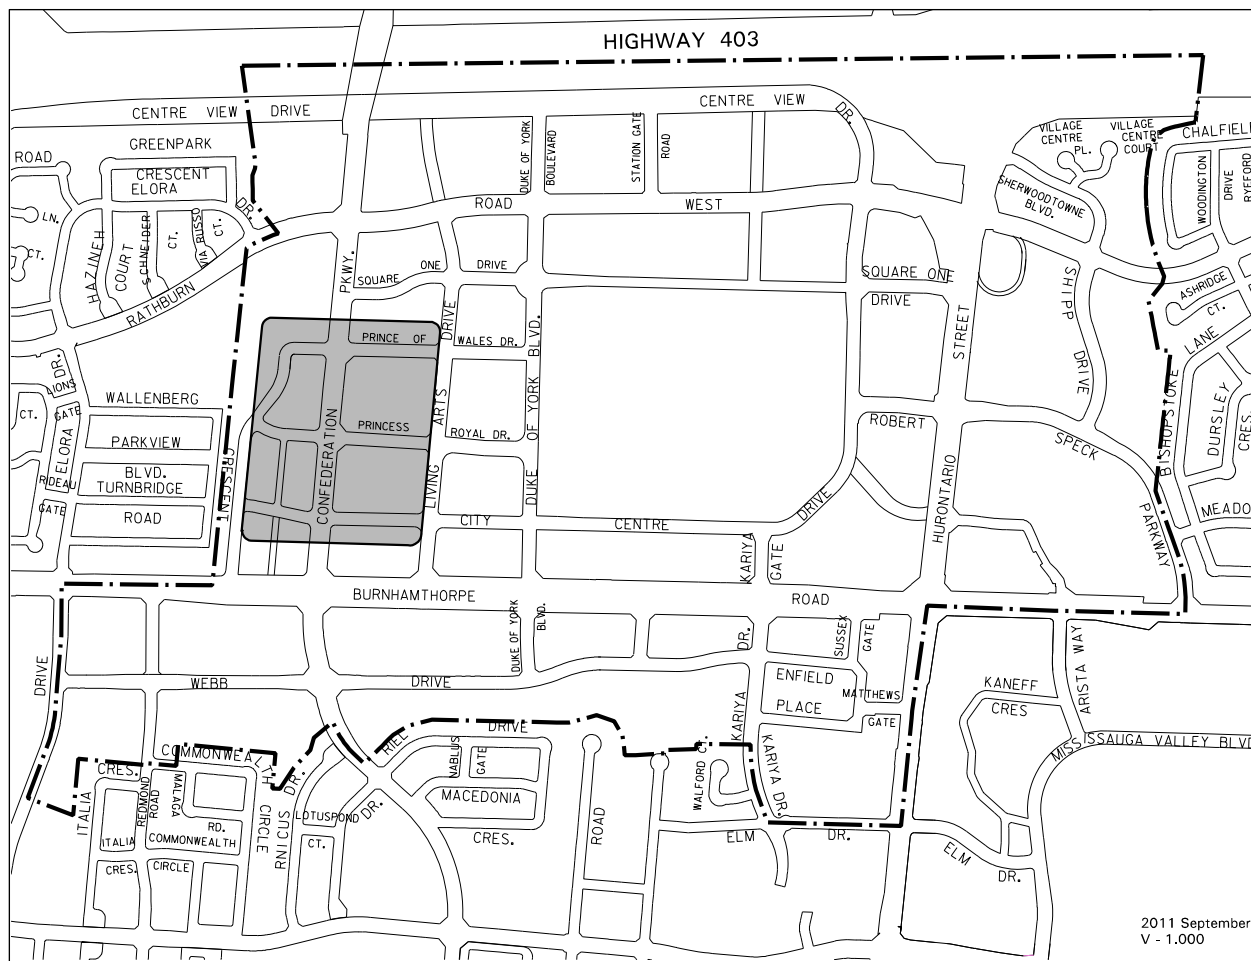 HIGHWAY 403
CENTRE VIEW DRIVE
CENTRE VIEW
DR.
GREENPARK
ROAD
CRESCENT
ELORA
DR.
LN.
CT.
HAZINEH
COURT
SCHNEIDER
CT.
VIA RUSSO
CT.
RATHBURN
ROAD
WEST
DUKE OF YORK
BOULEVARD
STATION GATE
ROAD
VILLAGE
CENTRE
PL.
VILLAGE
CENTRE
COURT
CHALFIELD
SHERWOODTOWNE
BLVD.
WOODINGTON
DRIVE
RYEFORD
PKWY.
SQUARE ONE DRIVE
SQUARE ONE
DRIVE
STREET
SHIPP
DRIVE
ASHRIDGE
CT.
LANE
PRINCE OF
WALES DR.
DRIVE
BLVD.
DR.
LIONS
GATE
CT.
WALLENBERG
PARKVIEW
BLVD.
TURNBRIDGE
ROAD
ELORA
RIDEAU
GATE
CRESCENT
CONFEDERATION
PRINCESS
ROYAL DR.
ARTS
LIVING
DUKE OF YORK
CITY CENTRE
DRIVE
ROBERT
SPECK
PARKWAY
BISHOPSTOKE
DURSLEY
CRES.
MEADO
HURONTARIO
KARIYA
GATE
BURNHAMTHORPE
ROAD
DUKE OF YORK
BLVD.
DR.
SUSSEX
GATE
DRIVE
WEBB
DRIVE
ENFIELD
PLACE
MATTHEWS
GATE
KARIYA
KARIYA DR.
KANEFF
CRES
ARISTA WAY
MISSISSAUGA VALLEY BLVD
RIEL
DRIVE
NABLUS
GATE
MACEDONIA
CRES.
COMMONWEALTH
CIRCLE
CRES.
ITALIA
REDMOND
ROAD
MALAGA
RD.
ITALIA
COMMONWEALTH
CRES.
CIRCLE
DR.
LOTUSPOND
CT.
DR.
ROAD
WALFORD CT.
ELM
DR.
ELM
DR.
2011 September
V - 1.000